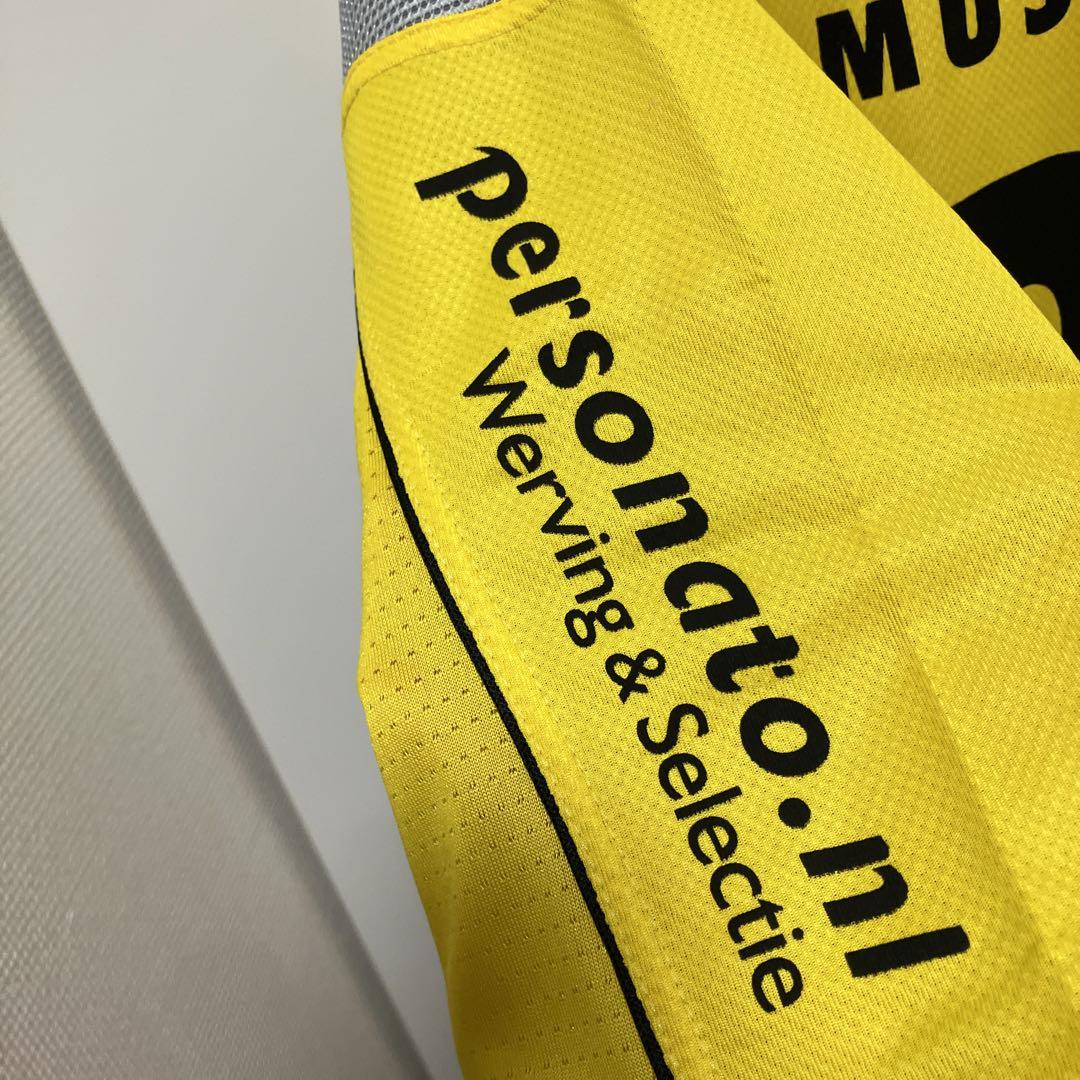 personato.nl
Werving & Selectie